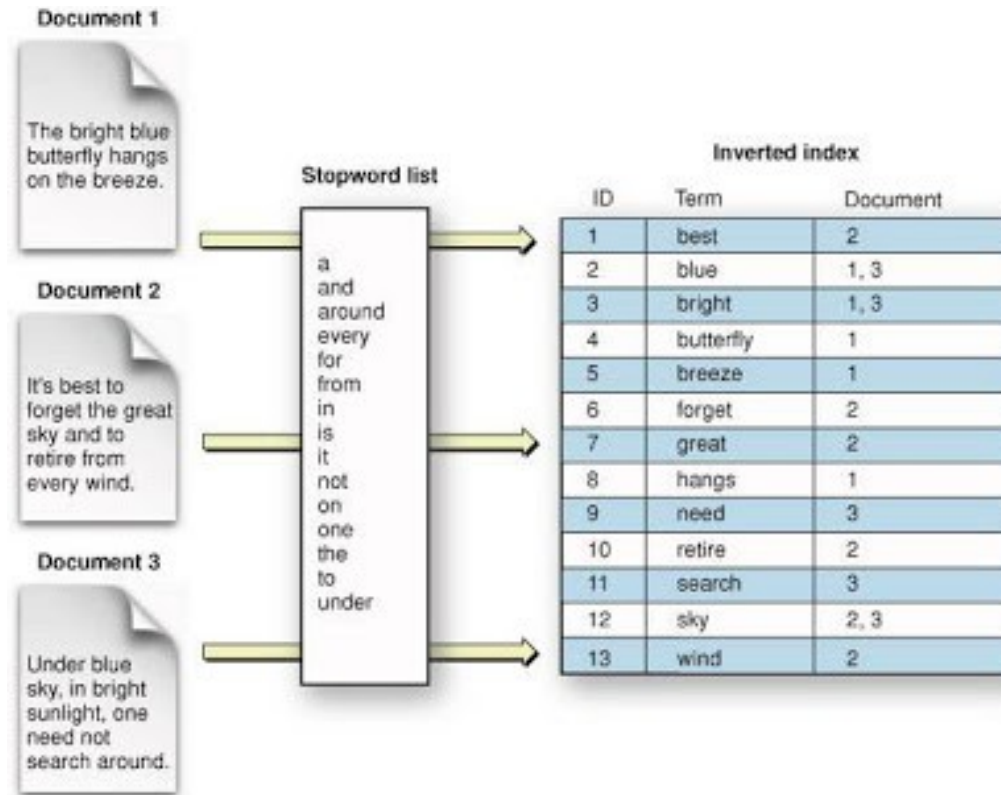 Document 1
The bright blue
butterfly hangs
on the breeze.
Document 2
It's best to
forget the great
sky and to
retire from
every wind.
Document 3
Under blue
sky, in bright
sunlight, one
need not
search around.
Stopword list
a
and
around
every
for
from
in
is
it
not
on
one
the
to
under
Inverted index
ID Term Document
1 best 2
2 blue 1, 3
3 bright 1, 3
4 butterfly 1
5 breeze 1
6 forget 2
7 great 2
8 hangs 1
9 need 3
10 retire 2
11 search 3
12 sky 2, 3
13 wind 2